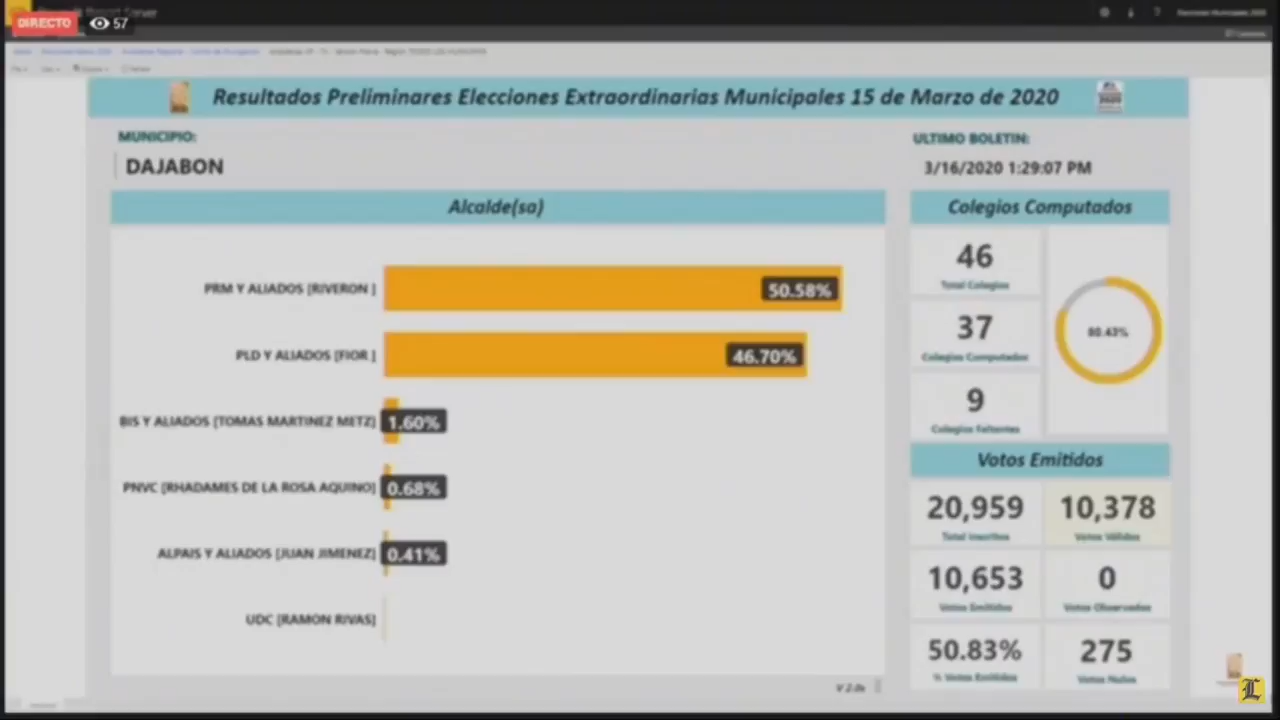 DIRECTO 57
Resultados Preliminares Elecciones Extraordinarias Municipales 15 de Marzo de 2020
MUNICIPIO:
DAJABON
ULTIMO BOLETIN:
3/16/2020 1:29:07 PM
Alcalde(sa)
PRM Y ALIADOS [RIVERON ] 50.58%
PLD Y ALIADOS [FIOR ] 46.70%
BIS Y ALIADOS [TOMAS MARTINEZ METZ] 1.60%
PNVC [RHADAMES DE LA ROSA AQUINO] 0.68%
ALPAIS Y ALIADOS [JUAN JIMENEZ] 0.41%
UDC [RAMON RIVAS]
V 2.0s
Colegios Computados
46
Total Colegios
37
Colegios Computados
9
Colegios Faltantes
80.43%
Votos Emitidos
20,959 10,378
Total Inscritos Votos Válidos
10,653 0
Votos Emitidos Votos Observados
50.83% 275
% Votos Emitidos Votos Nulos
L